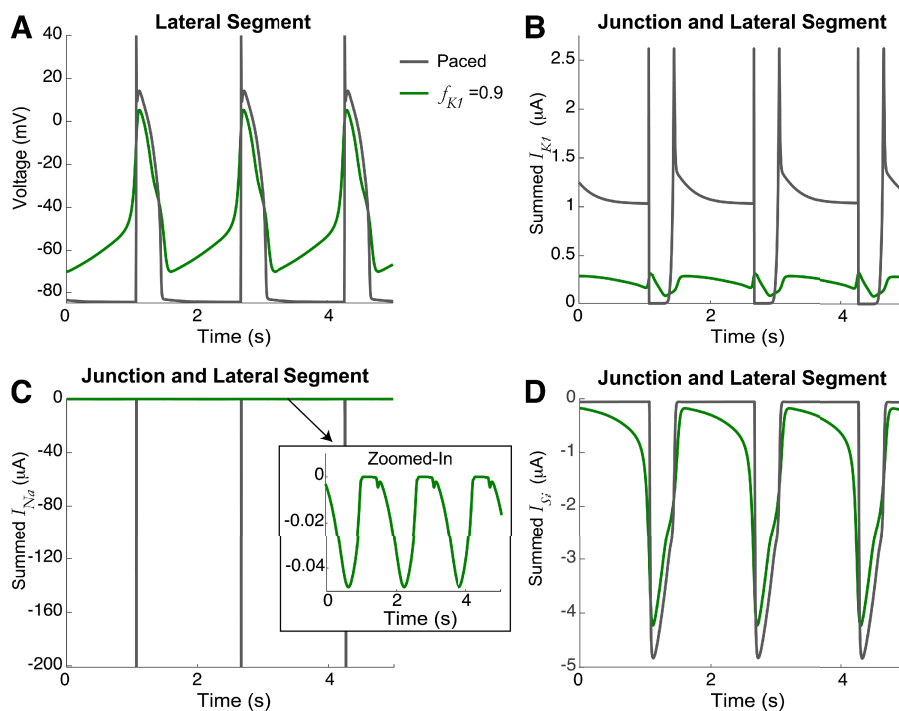 A
Lateral Segment
40
20
0
-20
-40
-60
-80
Voltage (mV)
0
2
4
Time (s)
Paced
f_K1 =0.9
B
Junction and Lateral Segment
2.5
2
1.5
1
0.5
0
Summed I_K1 (μA)
0
2
4
Time (s)
C
Junction and Lateral Segment
0
-40
-80
-120
-160
-200
Summed I_Na (μA)
0
2
4
Time (s)
Zoomed-In
0
-0.02
-0.04
0
2
4
Time (s)
D
Junction and Lateral Segment
0
-1
-2
-3
-4
-5
Summed I_Si (μA)
0
2
4
Time (s)